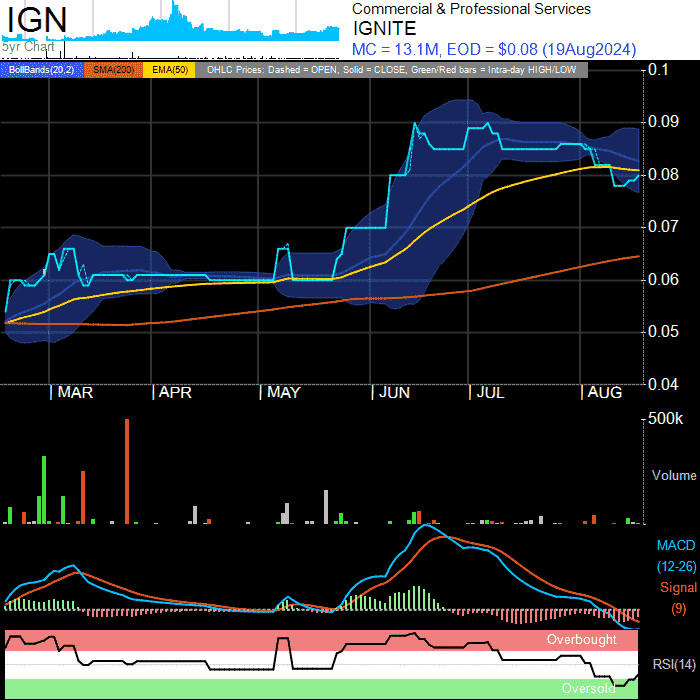 IGN
5yr Chart
Commercial & Professional Services
IGNITE
MC = 13.1M, EOD = $0.08 (19Aug2024)
BollBands(20,2) SMA(200) EMA(50) OHLC Prices: Dashed = OPEN, Solid = CLOSE, Green/Red bars = Intra-day HIGH/LOW
0.1
0.09
0.08
0.07
0.06
0.05
0.04
MAR APR MAY JUN JUL AUG
500k
Volume
MACD
(12-26)
Signal
(9)
Overbought
RSI(14)
Oversold